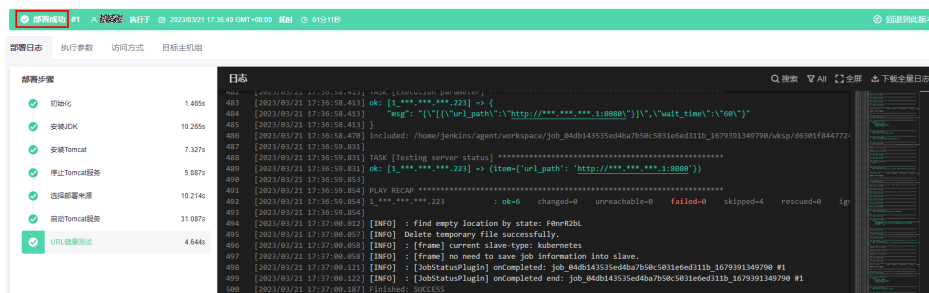 部署成功 #1 执行于 2023/03/21 17:35:49 GMT+08:00 耗时 01分11秒 回退到此版本
部署日志 执行参数 访问方式 目标主机组
部署步骤
初始化 1.465s
安装JDK 10.265s
安装Tomcat 7.327s
停止Tomcat服务 5.887s
选择部署来源 10.214s
启动Tomcat服务 31.087s
URL健康测试 4.644s
日志 搜索 All 全屏 下载全量日志
482 [2023/03/21 17:36:58.413] TASK [Execution parameter]
483 [2023/03/21 17:36:58.413] ok: [1_***.***.***.223] => {
484 [2023/03/21 17:36:58.413] "msg": "{\"[{\"url_path\":\"http://***.***.***.1:8080\"}]\",\"wait_time\":\"60\"}"
485 [2023/03/21 17:36:58.413] }
486 [2023/03/21 17:36:58.470] included: /home/jenkins/agent/workspace/job_04db143535ed4ba7b50c5031e6ed311b_1679391349790/wksp/d6301f8447724
487 [2023/03/21 17:36:59.831]
488 [2023/03/21 17:36:59.831] TASK [Testing server status] ******************************************************
489 [2023/03/21 17:36:59.831] ok: [1_***.***.***.223] => (item={'url_path': 'http://***.***.***.1:8080'})
490 [2023/03/21 17:36:59.853]
491 [2023/03/21 17:36:59.854] PLAY RECAP *************************************************************************
492 [2023/03/21 17:36:59.854] 1_***.***.***.223 : ok=6 changed=0 unreachable=0 failed=0 skipped=4 rescued=0 ign
493 [2023/03/21 17:36:59.854]
494 [2023/03/21 17:37:00.012] [INFO] : find empty location by state: F0nrR2bL
495 [2023/03/21 17:37:00.057] [INFO] Delete temporary file successfully.
496 [2023/03/21 17:37:00.058] [INFO] : [frame] current slave-type: kubernetes
497 [2023/03/21 17:37:00.058] [INFO] : [frame] no need to save job information into slave.
498 [2023/03/21 17:37:00.121] [INFO] : [JobStatusPlugin] onCompleted: job_04db143535ed4ba7b50c5031e6ed311b_1679391349790 #1
499 [2023/03/21 17:37:00.122] [INFO] : [JobStatusPlugin] onCompleted end: job_04db143535ed4ba7b50c5031e6ed311b_1679391349790 #1
500 [2023/03/21 17:37:00.187] Finished: SUCCESS